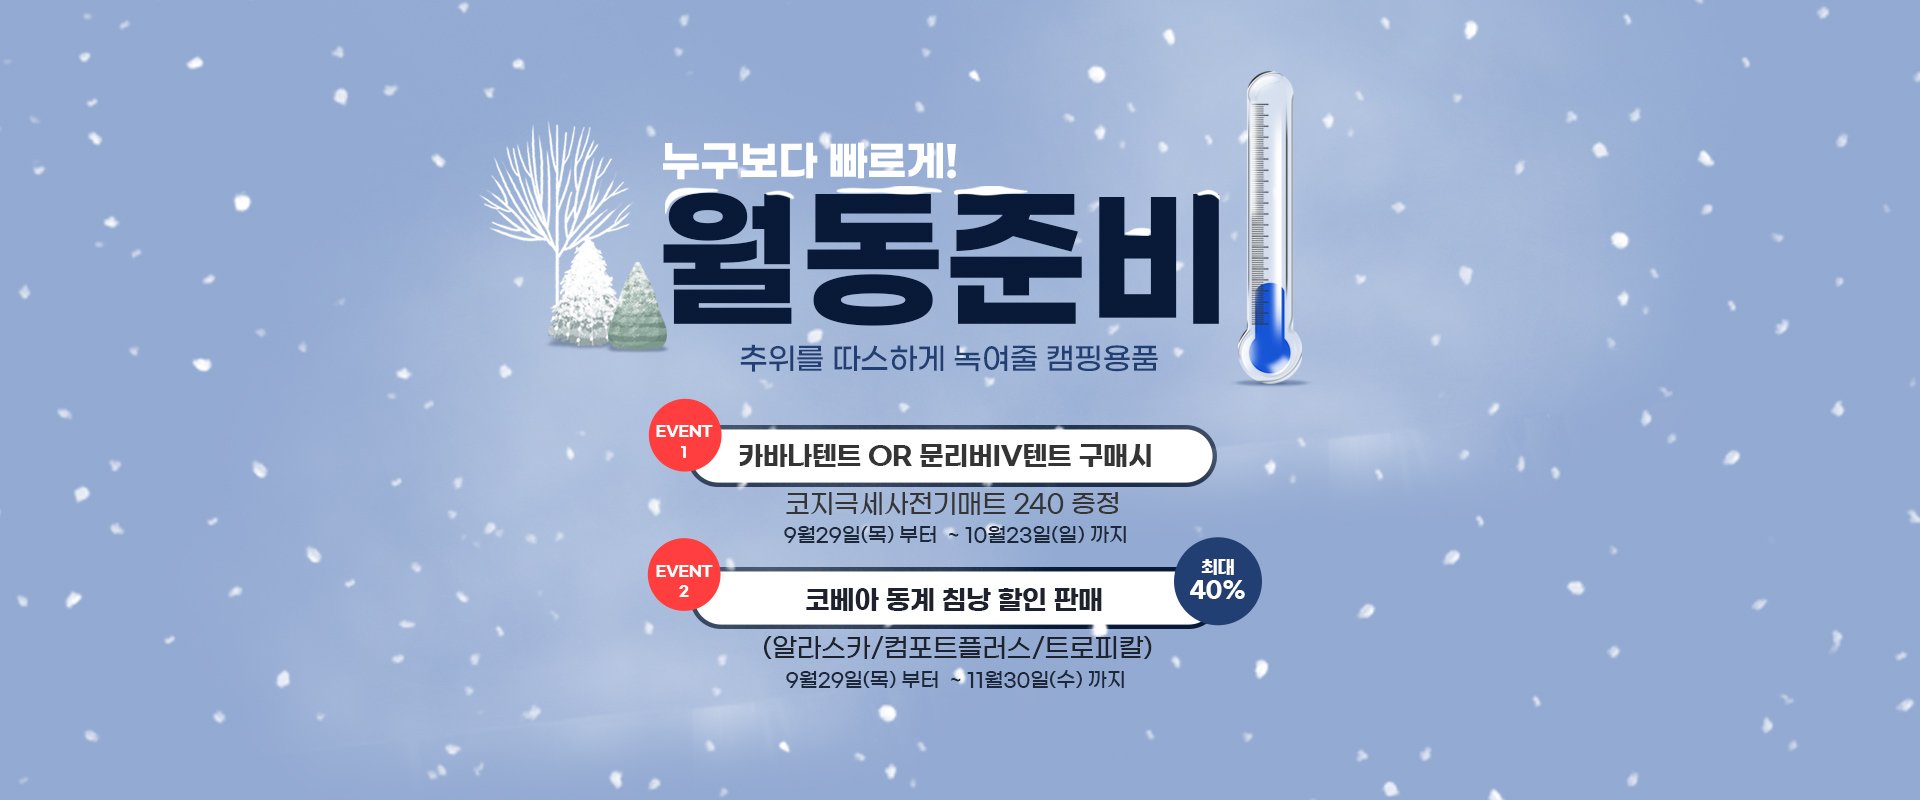 누구보다 빠르게!
월동준비
추위를 따스하게 녹여줄 캠핑용품
EVENT
1
카바나텐트 OR 문리버IV텐트 구매시
코지극세사전기매트 240 증정
9월29일(목) 부터 ~ 10월23일(일) 까지
EVENT
2
코베아 동계 침낭 할인 판매
최대
40%
(알라스카/컴포트플러스/트로피칼)
9월29일(목) 부터 ~ 11월30일(수) 까지